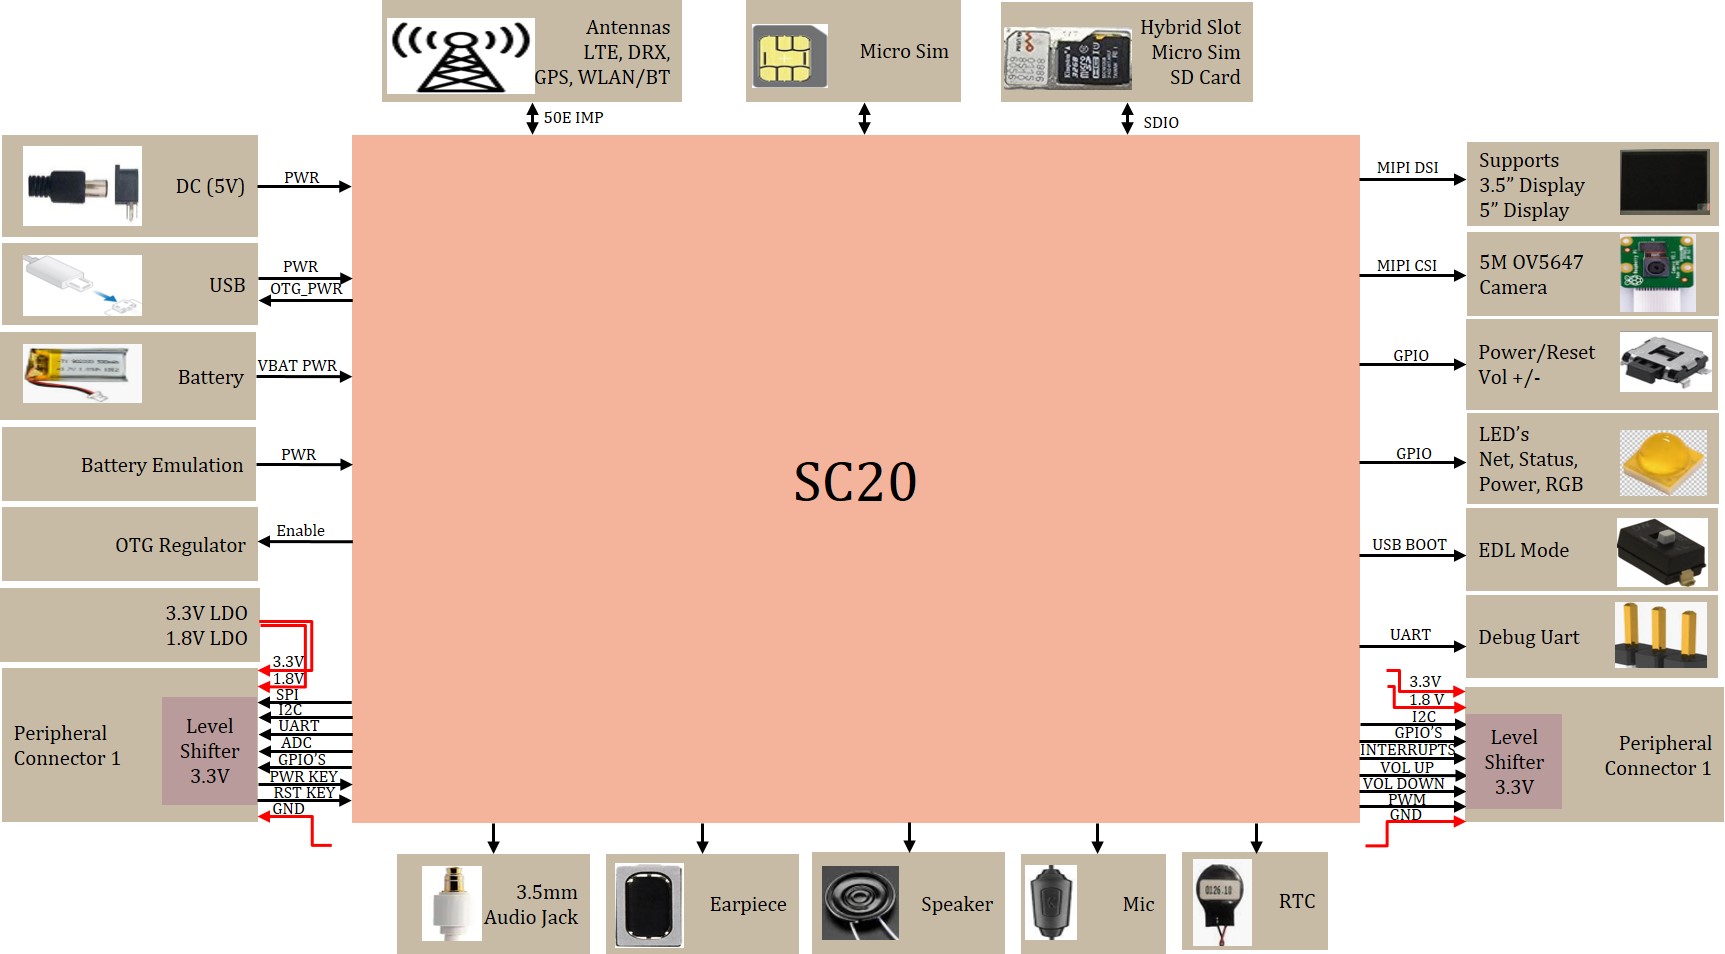 Antennas
LTE, DRX,
GPS, WLAN/BT
Micro Sim
Hybrid Slot
Micro Sim
SD Card
50E IMP
SDIO
DC (5V)
PWR
USB
PWR
OTG_PWR
Battery
VBAT PWR
Battery Emulation
PWR
OTG Regulator
Enable
3.3V LDO
1.8V LDO
3.3V
1.8V
SPI
I2C
UART
ADC
GPIO'S
PWR KEY
RST KEY
GND
Peripheral
Connector 1
Level
Shifter
3.3V
SC20
MIPI DSI
Supports
3.5” Display
5” Display
MIPI CSI
5M OV5647
Camera
GPIO
Power/Reset
Vol +/-
GPIO
LED’s
Net, Status,
Power, RGB
USB BOOT
EDL Mode
UART
Debug Uart
3.3V
1.8 V
I2C
GPIO'S
INTERRUPTS
VOL UP
VOL DOWN
PWM
GND
Level
Shifter
3.3V
Peripheral
Connector 1
3.5mm
Audio Jack
Earpiece
Speaker
Mic
0126.10
RTC